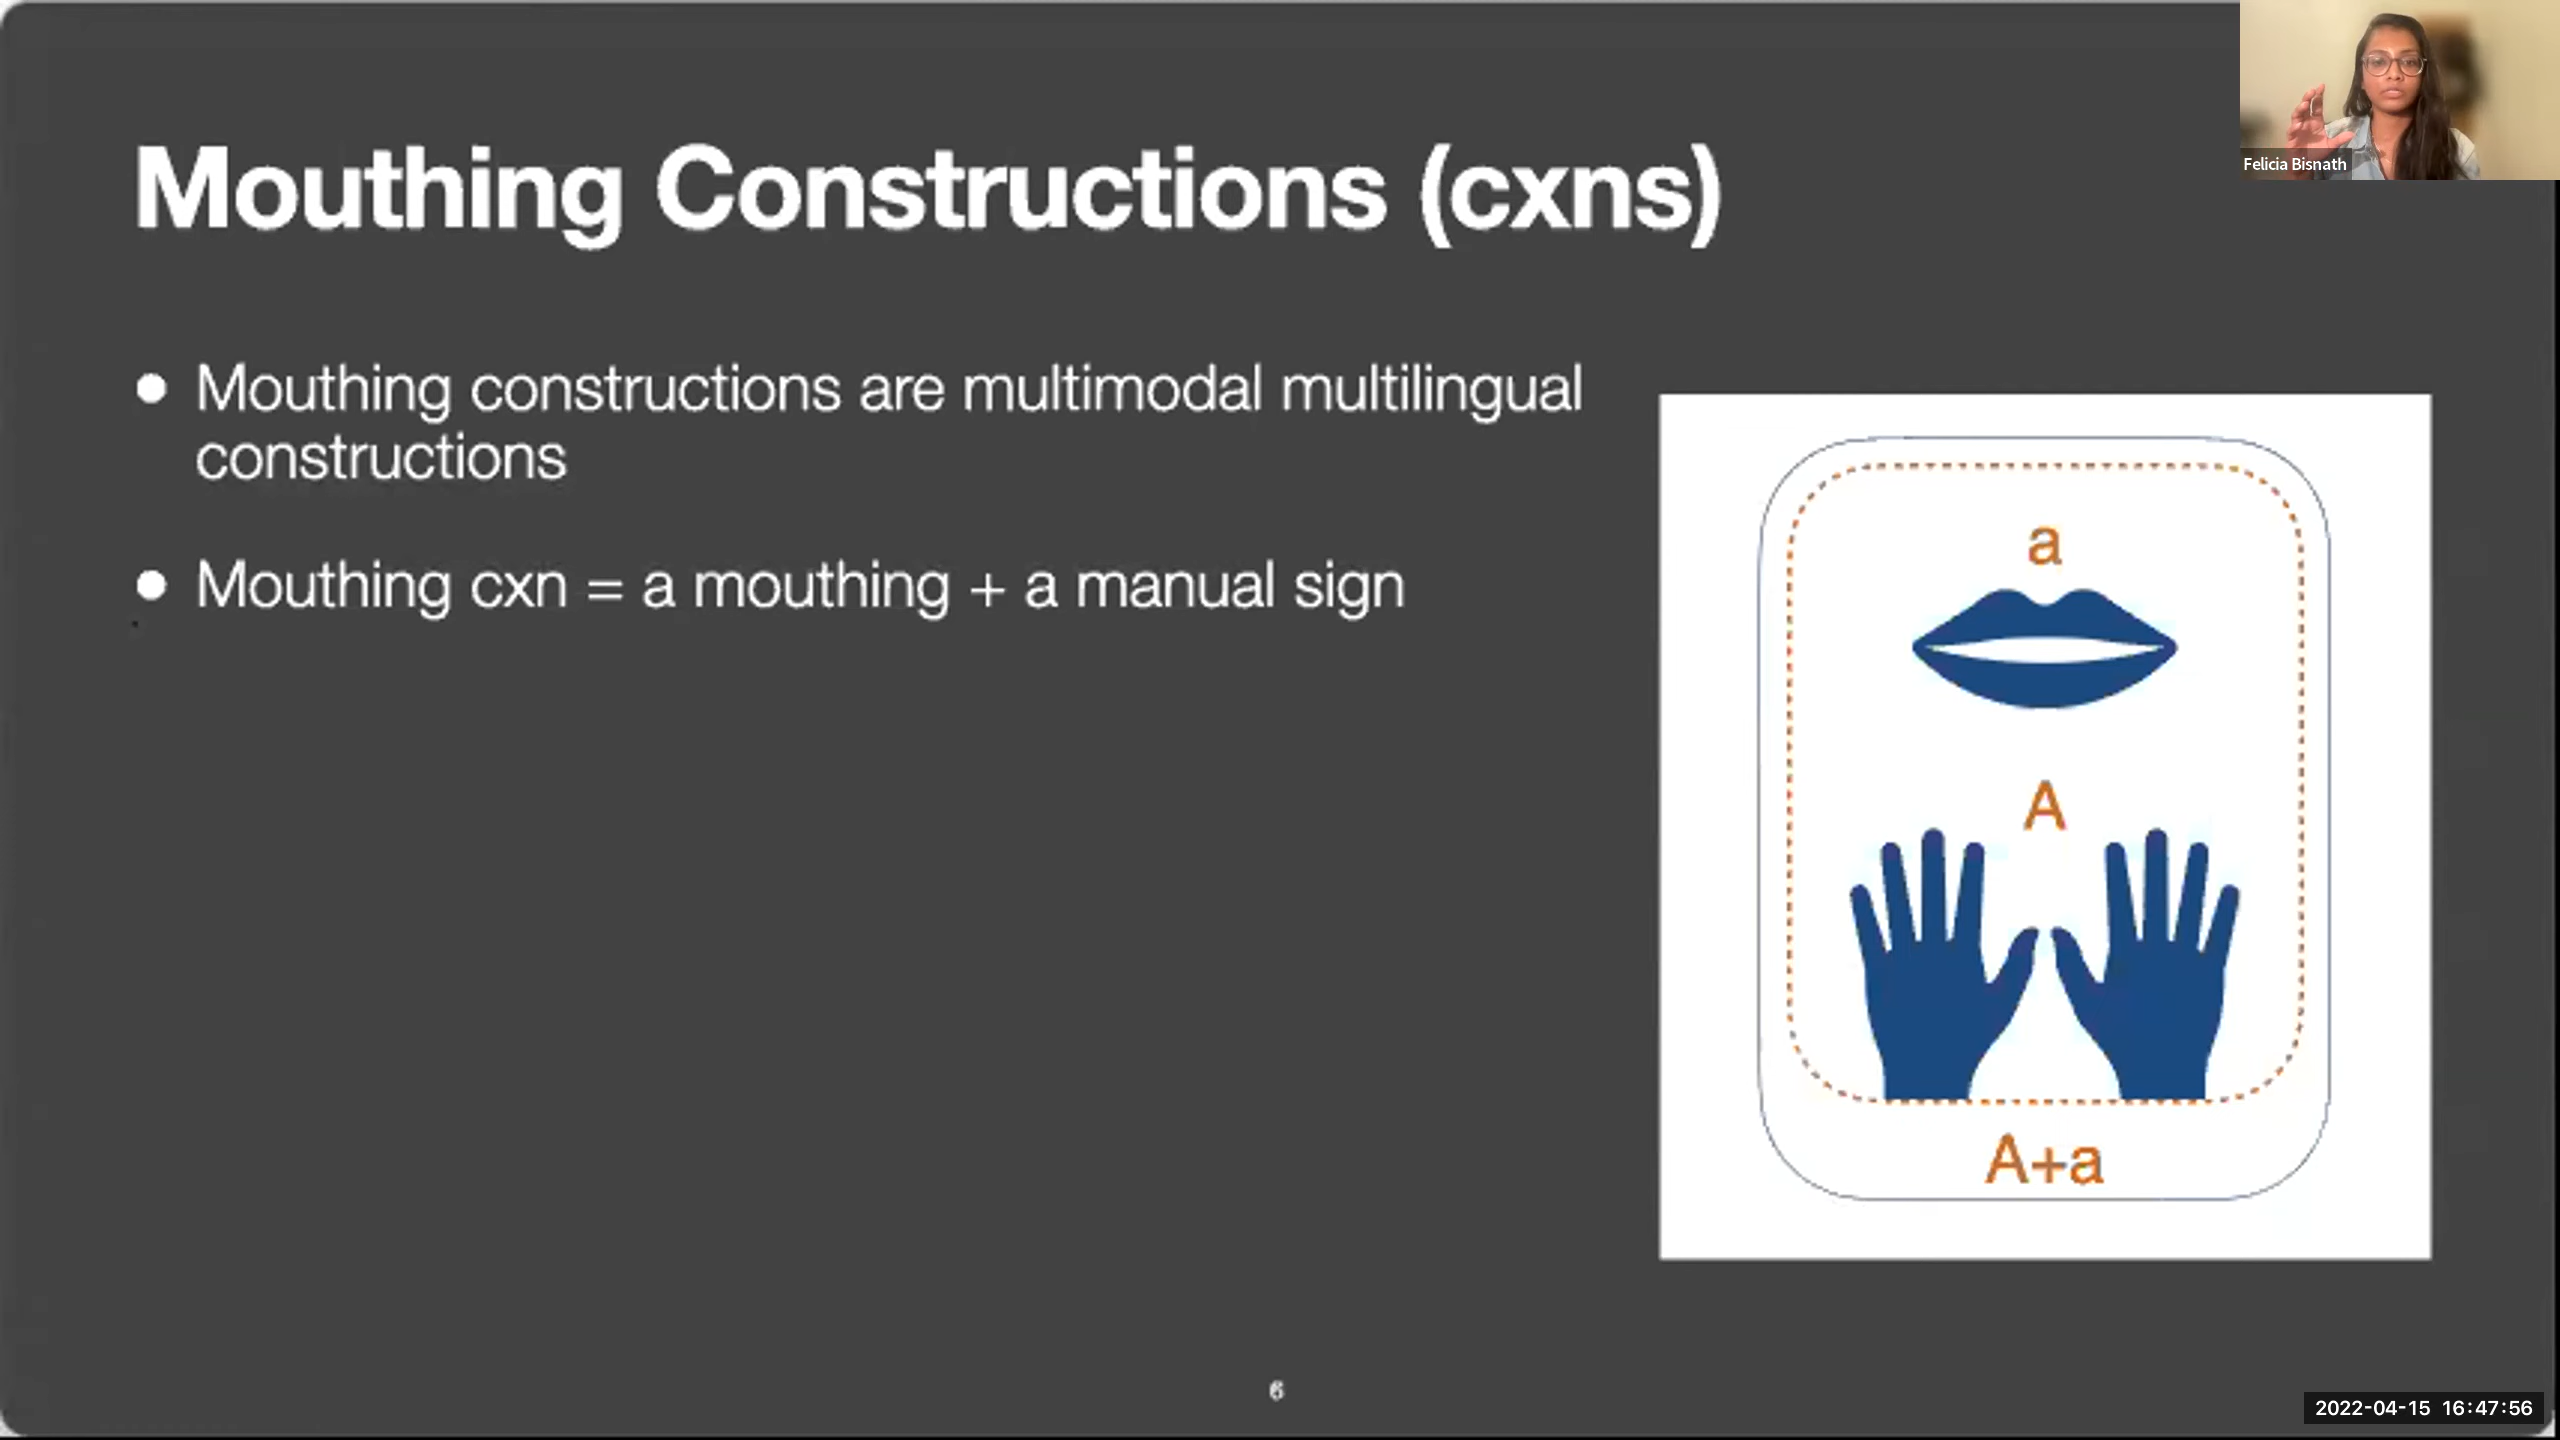 Mouthing Constructions (cxns)
Felicia Bisnath
• Mouthing constructions are multimodal multilingual
constructions
• Mouthing cxn = a mouthing + a manual sign
a
A
A+a
6
2022-04-15 16:47:56